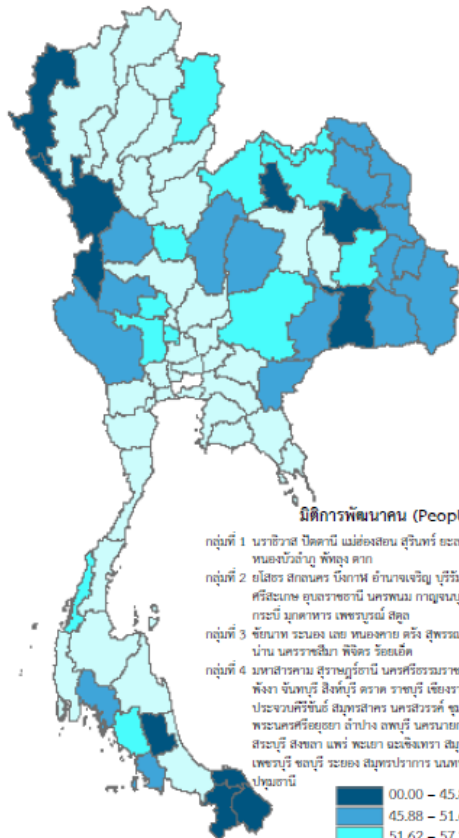 มิติการพัฒนาคน (Peop
กลุ่มที่ 1 นราธิวาส ปัตตานี แม่ฮ่องสอน สุรินทร์ ยะล
หนองบัวลำภู พัทลุง ตาก
กลุ่มที่ 2 ยโสธร สกลนคร บึงกาฬ อำนาจเจริญ บุรีรัม
ศรีสะเกษ อุบลราชธานี นครพนม กาญจนบุ
กระบี่ มุกดาหาร เพชรบูรณ์ สตูล
กลุ่มที่ 3 ชัยนาท ระนอง เลย หนองคาย ตรัง สุพรรณ
น่าน นครราชสีมา พิจิตร ร้อยเอ็ด
กลุ่มที่ 4 มหาสารคาม สุราษฎร์ธานี นครศรีธรรมราช
พังงา จันทบุรี สิงห์บุรี ตราด ราชบุรี เชียงรา
ประจวบคีรีขันธ์ สมุทรสาคร นครสวรรค์ ชุม
พระนครศรีอยุธยา ลำปาง ลพบุรี นครนายก
สระบุรี สงขลา แพร่ พะเยา ฉะเชิงเทรา สมุ
เพชรบุรี ชลบุรี ระยอง สมุทรปราการ นนท
ปทุมธานี
00.00 – 45.
45.88 – 51.
51.62 – 57.